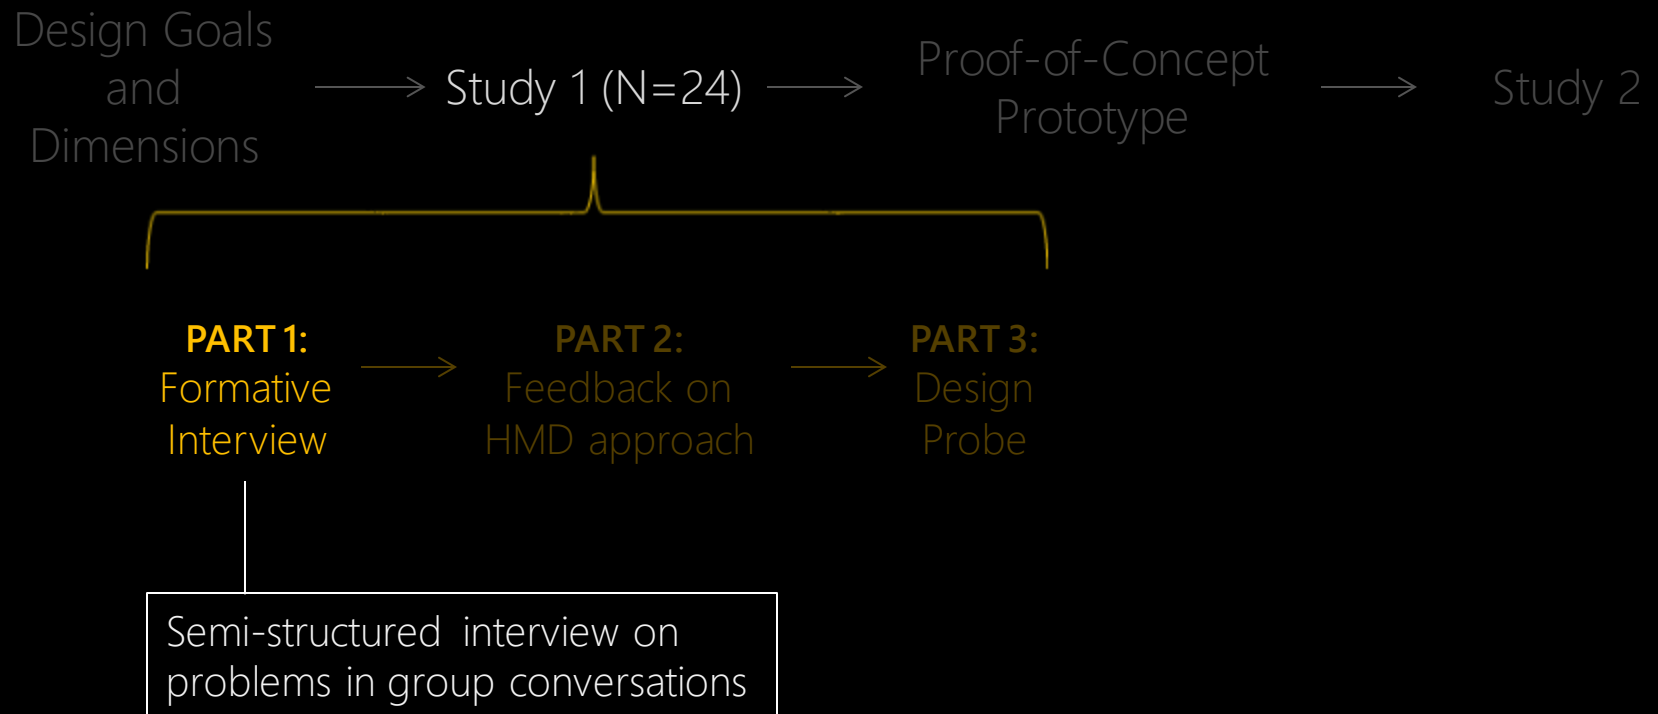 Design Goals
and
Dimensions
Study 1 (N=24)
Proof-of-Concept
Prototype
Study 2
PART 1:
Formative
Interview
PART 2:
Feedback on
HMD approach
PART 3:
Design
Probe
Semi-structured interview on
problems in group conversations